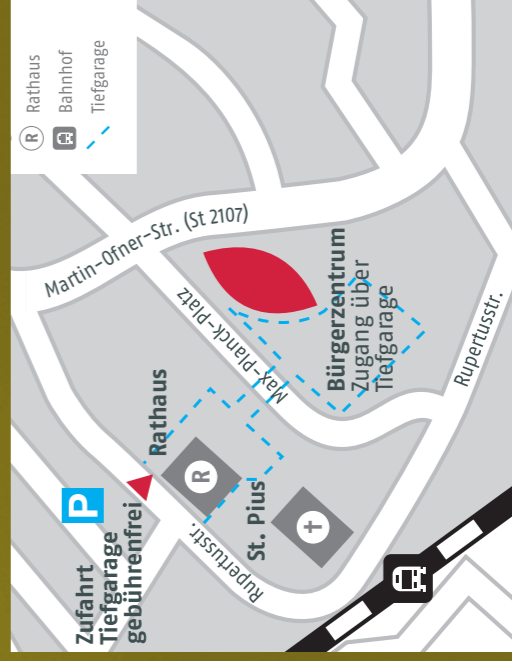 R Rathaus
Bahnhof
Tiefgarage
Martin-Ofner-Str. (St 2107)
Max-Planck-Platz
Bürgerzentrum
Zugang über
Tiefgarage
Rupertusstr.
P
Zufahrt
Tiefgarage
gebührenfrei
Rathaus
R
St. Pius
Rupertusstr.